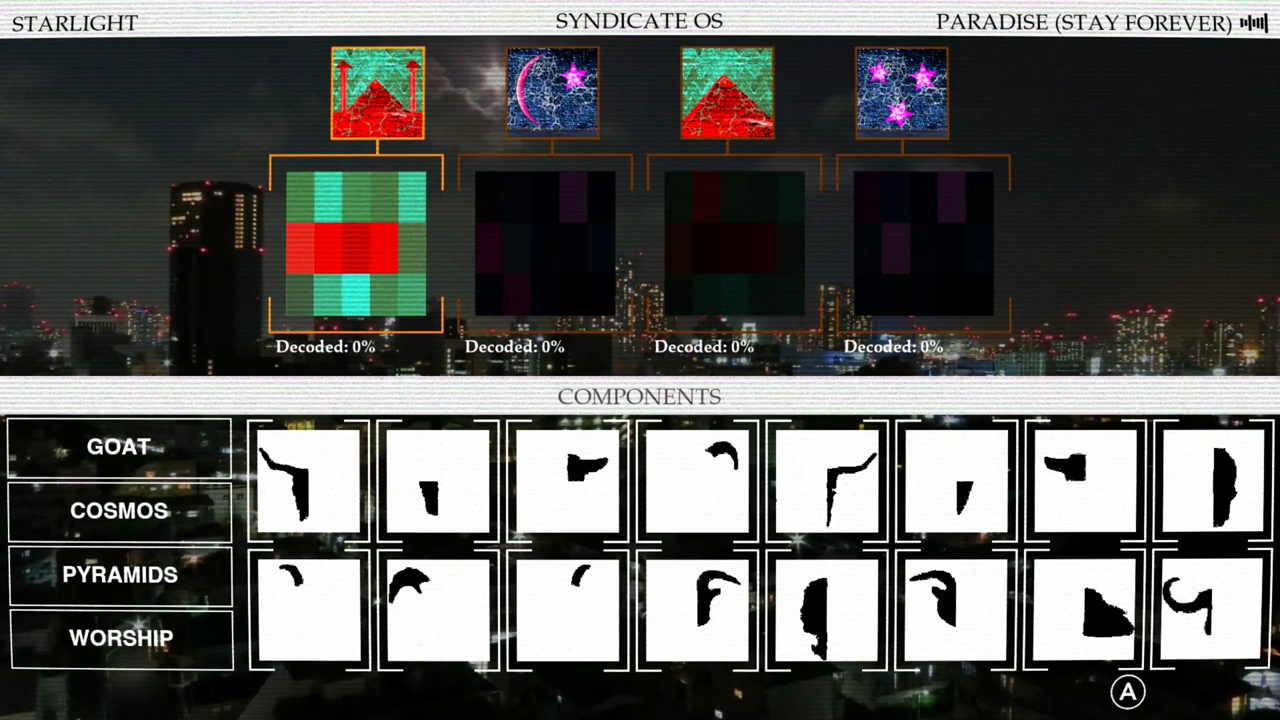 STARLIGHT
SYNDICATE OS
PARADISE (STAY FOREVER)
Decoded: 0%
Decoded: 0%
Decoded: 0%
Decoded: 0%
COMPONENTS
GOAT
COSMOS
PYRAMIDS
WORSHIP
A